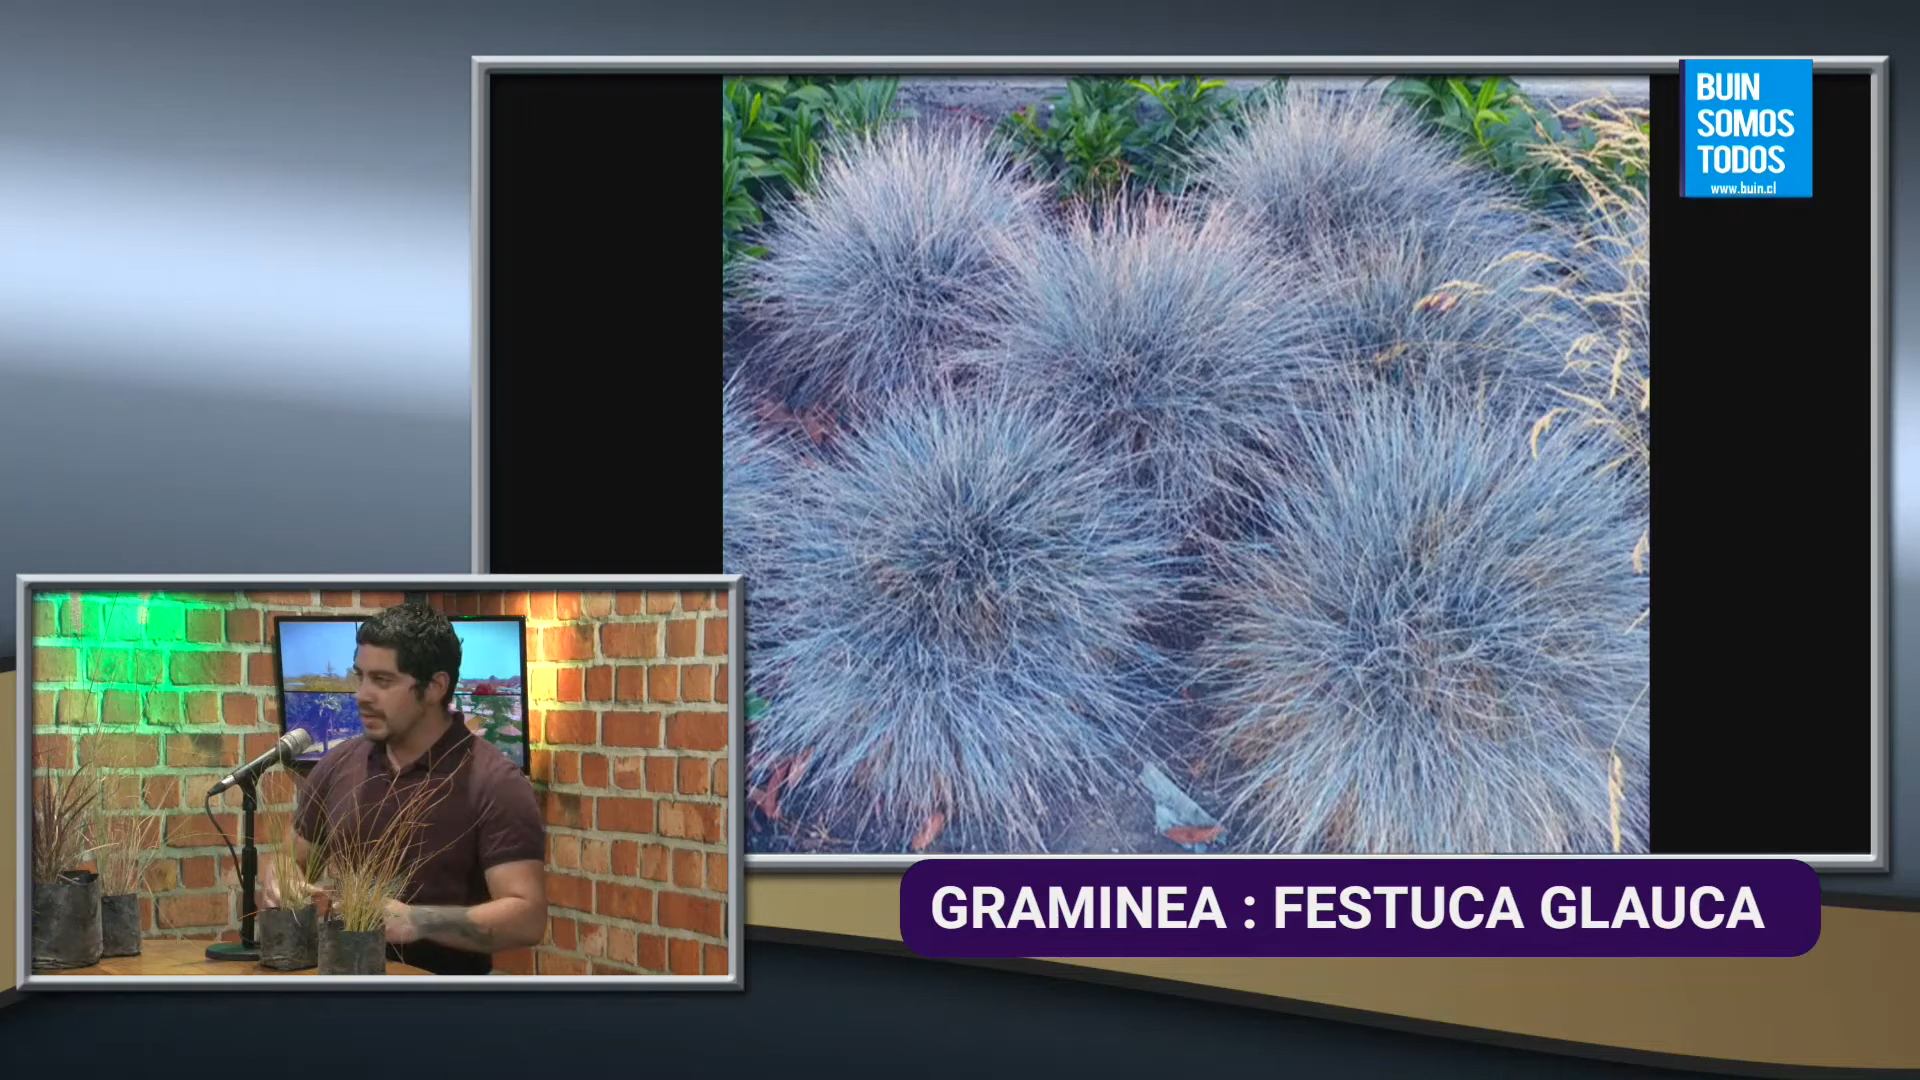 BUIN
SOMOS
TODOS
www.buin.cl
GRAMINEA : FESTUCA GLAUCA